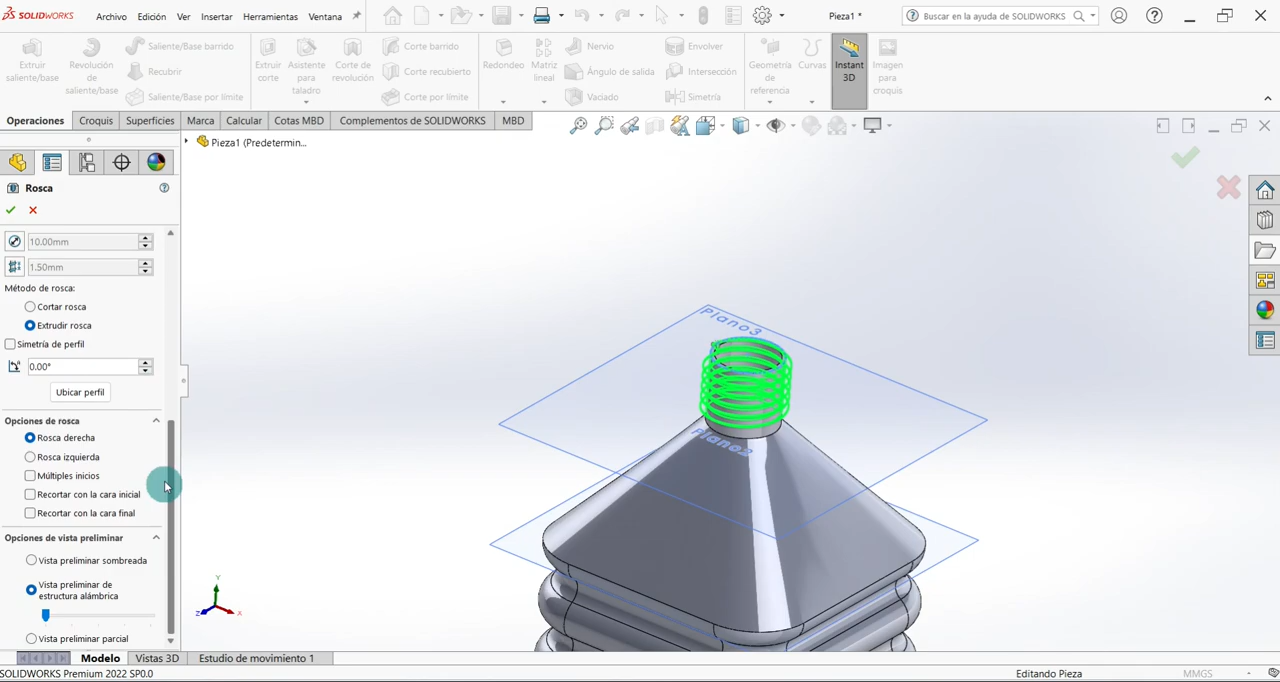 SOLIDWORKS
Archivo Edición Ver Insertar Herramientas Ventana
Pieza1 *
Buscar en la ayuda de SOLIDWORKS
Extruir saliente/base
Revolución de saliente/base
Saliente/Base barrido
Recubrir
Saliente/Base por límite
Extruir corte
Asistente para taladro
Corte de revolución
Corte barrido
Corte recubierto
Corte por límite
Redondeo
Matriz lineal
Nervio
Ángulo de salida
Vaciado
Envolver
Intersección
Simetría
Geometría de referencia
Curvas
Instant 3D
Imagen para croquis
Operaciones Croquis Superficies Marca Calcular Cotas MBD Complementos de SOLIDWORKS MBD
Pieza1 (Predetermin...
Rosca
10.00mm
1.50mm
Método de rosca:
Cortar rosca
Extrudir rosca
Simetría de perfil
0.00°
Ubicar perfil
Opciones de rosca
Rosca derecha
Rosca izquierda
Múltiples inicios
Recortar con la cara inicial
Recortar con la cara final
Opciones de vista preliminar
Vista preliminar sombreada
Vista preliminar de
estructura alámbrica
Vista preliminar parcial
Plano3
Plano2
Y
Z
X
Modelo Vistas 3D Estudio de movimiento 1
SOLIDWORKS Premium 2022 SP0.0
Editando Pieza
MMGS